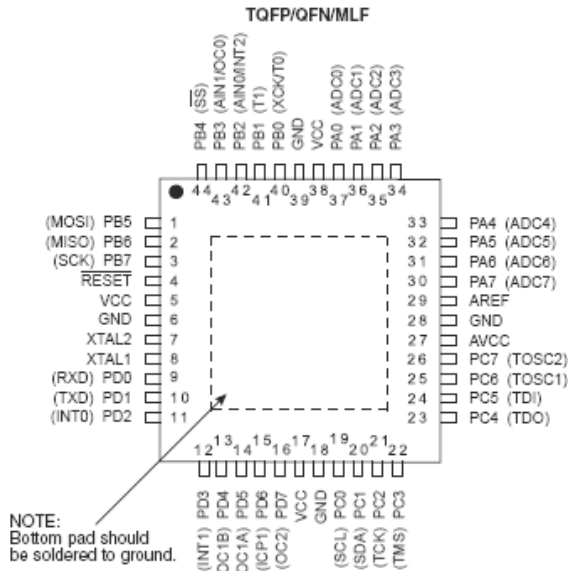 TQFP/QFN/MLF
PB4 (SS)
PB3 (AIN1/OC0)
PB2 (AIN0/INT2)
PB1 (T1)
PB0 (XCK/T0)
GND
VCC
PA0 (ADC0)
PA1 (ADC1)
PA2 (ADC2)
PA3 (ADC3)
44 43 42 41 40 39 38 37 36 35 34
(MOSI) PB5 1
(MISO) PB6 2
(SCK) PB7 3
RESET 4
VCC 5
GND 6
XTAL2 7
XTAL1 8
(RXD) PD0 9
(TXD) PD1 10
(INT0) PD2 11
33 PA4 (ADC4)
32 PA5 (ADC5)
31 PA6 (ADC6)
30 PA7 (ADC7)
29 AREF
28 GND
27 AVCC
26 PC7 (TOSC2)
25 PC6 (TOSC1)
24 PC5 (TDI)
23 PC4 (TDO)
12 13 14 15 16 17 18 19 20 21 22
(INT1) PD3
OC1B) PD4
OC1A) PD5
(ICP1) PD6
(OC2) PD7
VCC
GND
(SCL) PC0
(SDA) PC1
(TCK) PC2
(TMS) PC3
NOTE:
Bottom pad should
be soldered to ground.